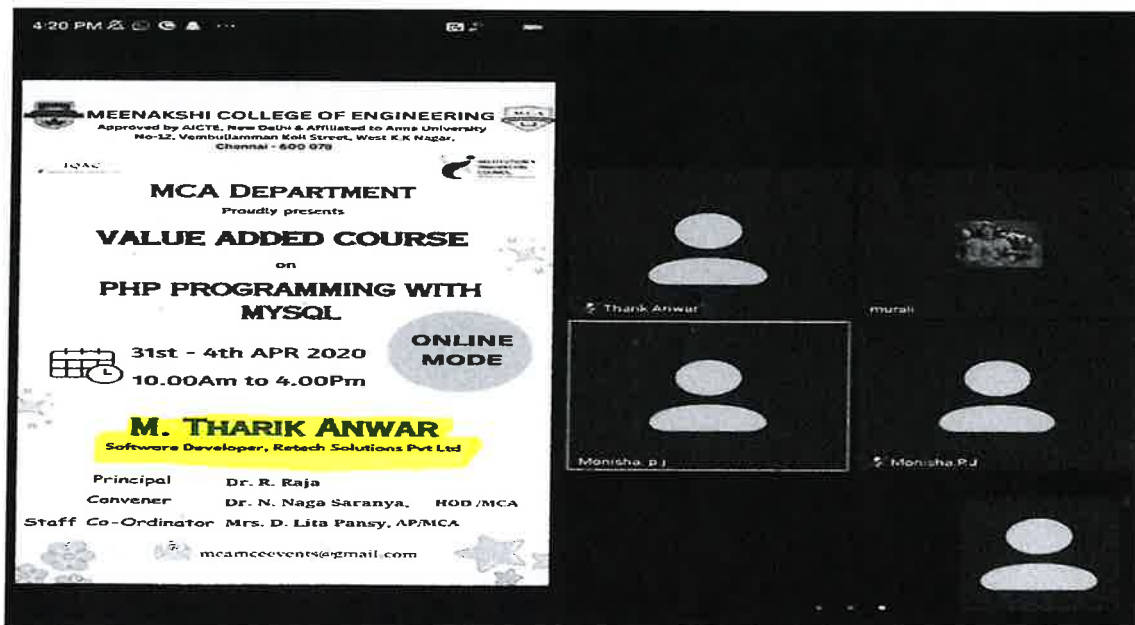 4:20 PM
MEENAKSHI COLLEGE OF ENGINEERING
MCA
Approved by AICTE, New Delhi & Affiliated to Anna University
No-12, Vembuliamman Koil Street, West K.K Nagar,
Chennai - 600 078
IQAC
INSTITUTION'S
INNOVATION
COUNCIL
MCA DEPARTMENT
Proudly presents
VALUE ADDED COURSE
on
PHP PROGRAMMING WITH
MYSQL
ONLINE
MODE
31st - 4th APR 2020
10.00Am to 4.00Pm
M. THARIK ANWAR
Software Developer, Retech Solutions Pvt Ltd
Principal Dr. R. Raja
Convener Dr. N. Naga Saranya, HOD/MCA
Staff Co-Ordinator Mrs. D. Lita Pansy, AP/MCA
mcamceevents@gmail.com
Tharik Anwar
murali
Monisha. p j
Monisha.P.J